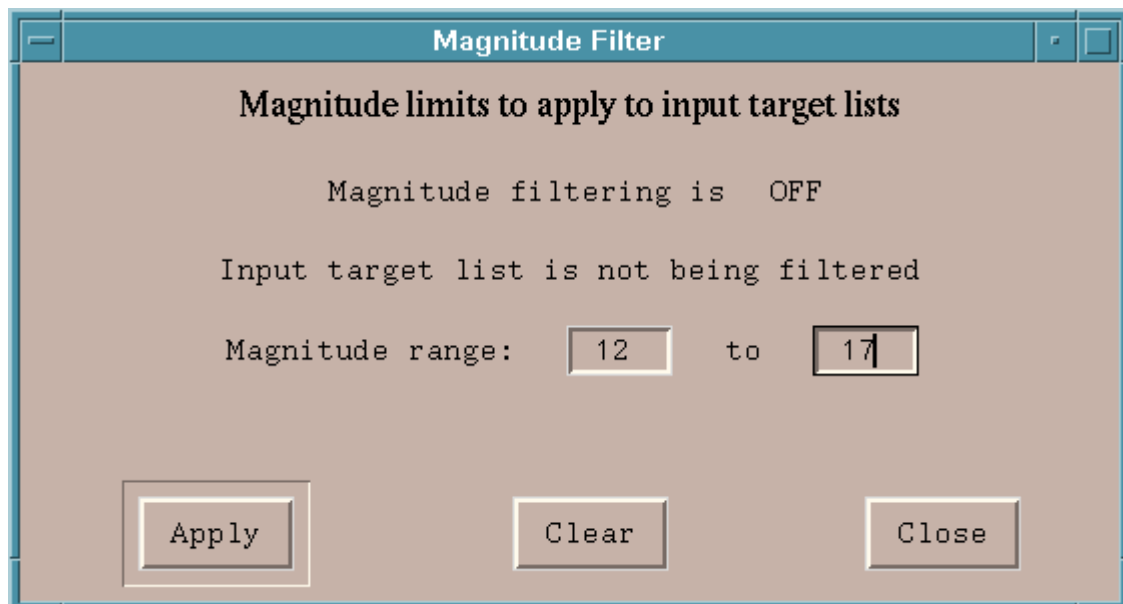 Magnitude Filter
Magnitude limits to apply to input target lists
Magnitude filtering is OFF
Input target list is not being filtered
Magnitude range: 12 to 17
Apply Clear Close